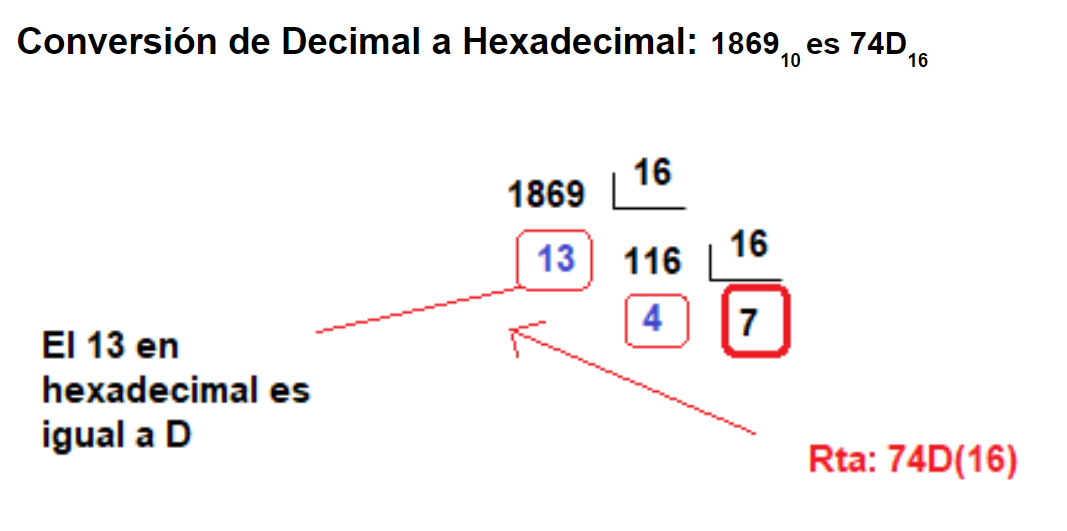 Conversión de Decimal a Hexadecimal: 1869₁₀ es 74D₁₆
1869 16
13 116 16
4 7
El 13 en
hexadecimal es
igual a D
Rta: 74D(16)